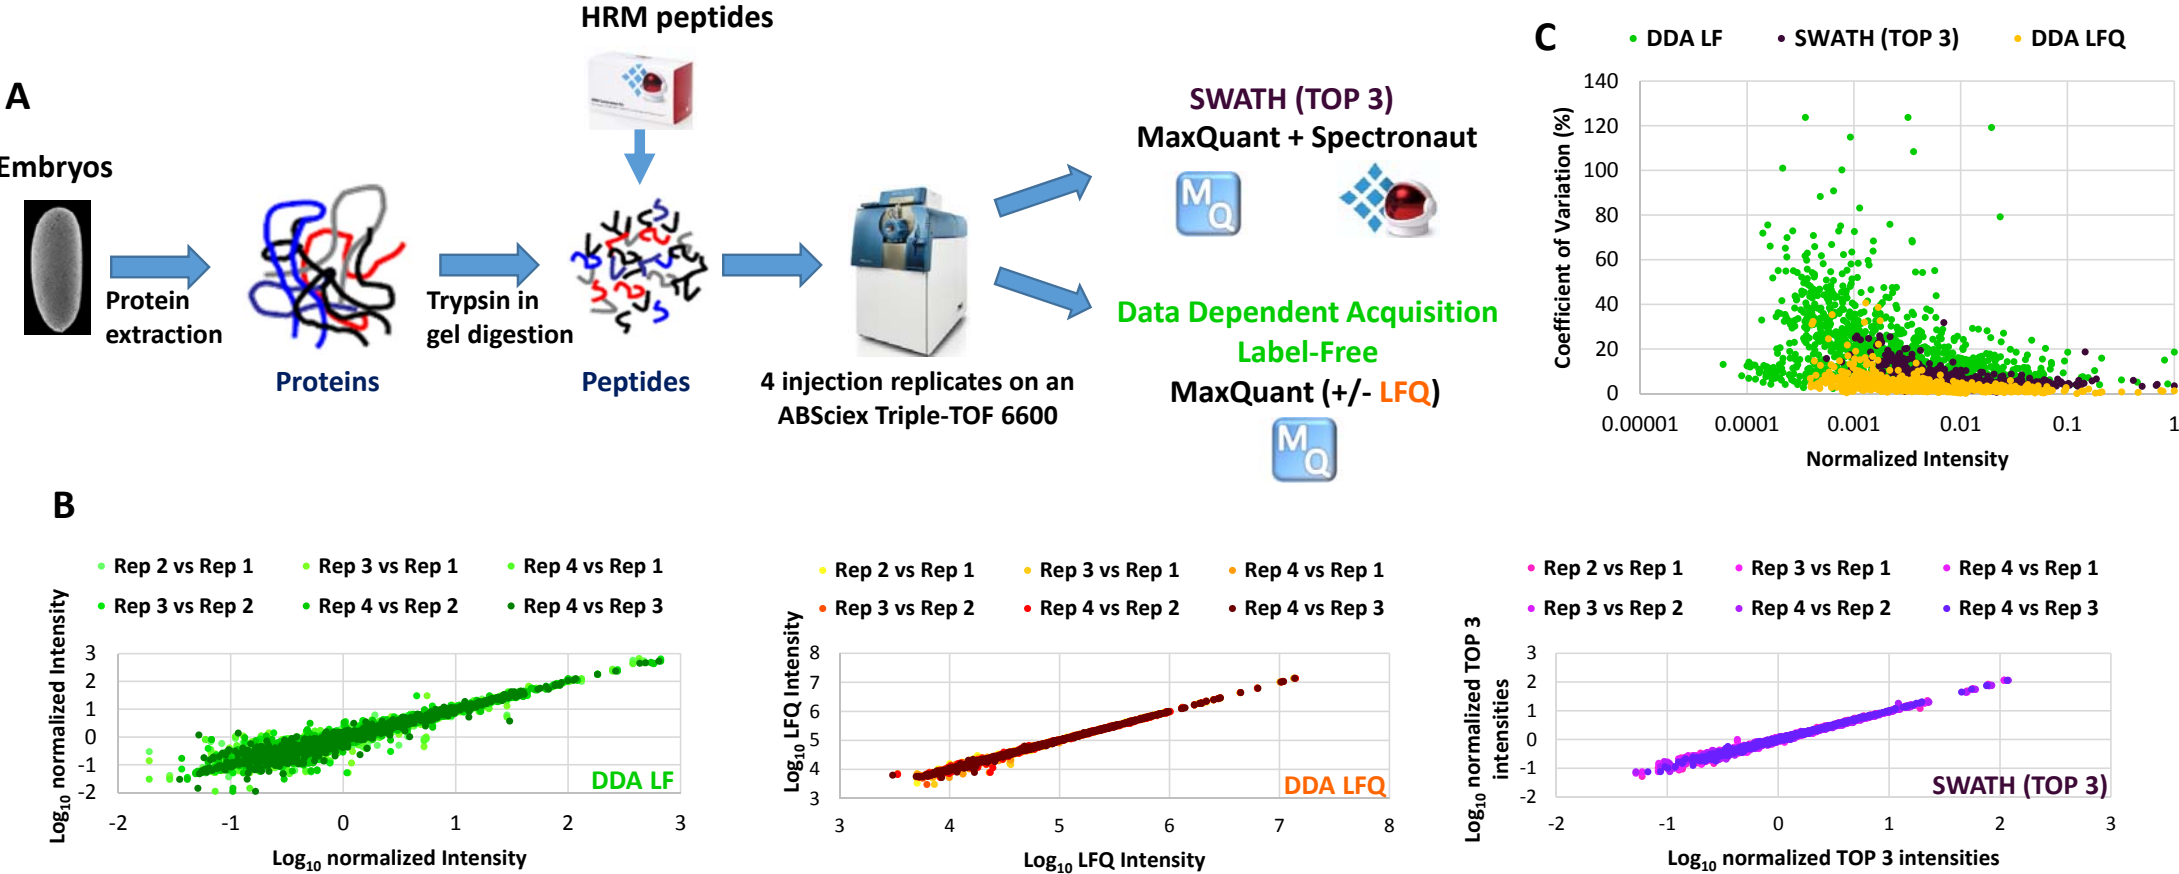 HRM peptides
A
Embryos
Protein
extraction
Proteins
Trypsin in
gel digestion
Peptides
4 injection replicates on an
ABSciex Triple-TOF 6600
SWATH (TOP 3)
MaxQuant + Spectronaut
MQ
Data Dependent Acquisition
Label-Free
MaxQuant (+/- LFQ)
MQ
C
DDA LF
SWATH (TOP 3)
DDA LFQ
Coefficient of Variation (%)
140
120
100
80
60
40
20
0
0.00001
0.0001
0.001
0.01
0.1
1
Normalized Intensity
B
Rep 2 vs Rep 1
Rep 3 vs Rep 1
Rep 4 vs Rep 1
Rep 3 vs Rep 2
Rep 4 vs Rep 2
Rep 4 vs Rep 3
Log10 normalized Intensity
3
2
1
0
-1
-2
DDA LF
-2
-1
0
1
2
3
Log10 normalized Intensity
Rep 2 vs Rep 1
Rep 3 vs Rep 1
Rep 4 vs Rep 1
Rep 3 vs Rep 2
Rep 4 vs Rep 2
Rep 4 vs Rep 3
Log10 LFQ Intensity
8
7
6
5
4
3
DDA LFQ
3
4
5
6
7
8
Log10 LFQ Intensity
Rep 2 vs Rep 1
Rep 3 vs Rep 1
Rep 4 vs Rep 1
Rep 3 vs Rep 2
Rep 4 vs Rep 2
Rep 4 vs Rep 3
Log10 normalized TOP 3
intensities
3
2
1
0
-1
-2
SWATH (TOP 3)
-2
-1
0
1
2
3
Log10 normalized TOP 3 intensities